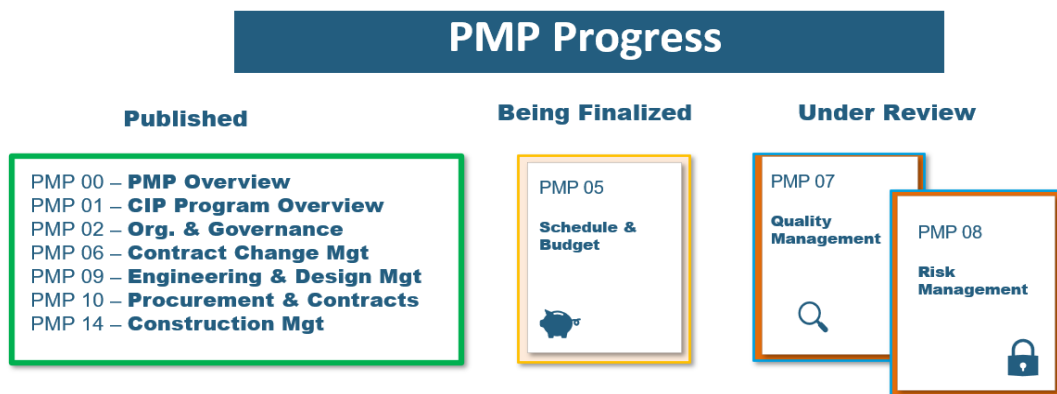 PMP Progress
Published
PMP 00 – PMP Overview
PMP 01 – CIP Program Overview
PMP 02 – Org. & Governance
PMP 06 – Contract Change Mgt
PMP 09 – Engineering & Design Mgt
PMP 10 – Procurement & Contracts
PMP 14 – Construction Mgt
Being Finalized
PMP 05
Schedule &
Budget
Under Review
PMP 07
Quality
Management
PMP 08
Risk
Management